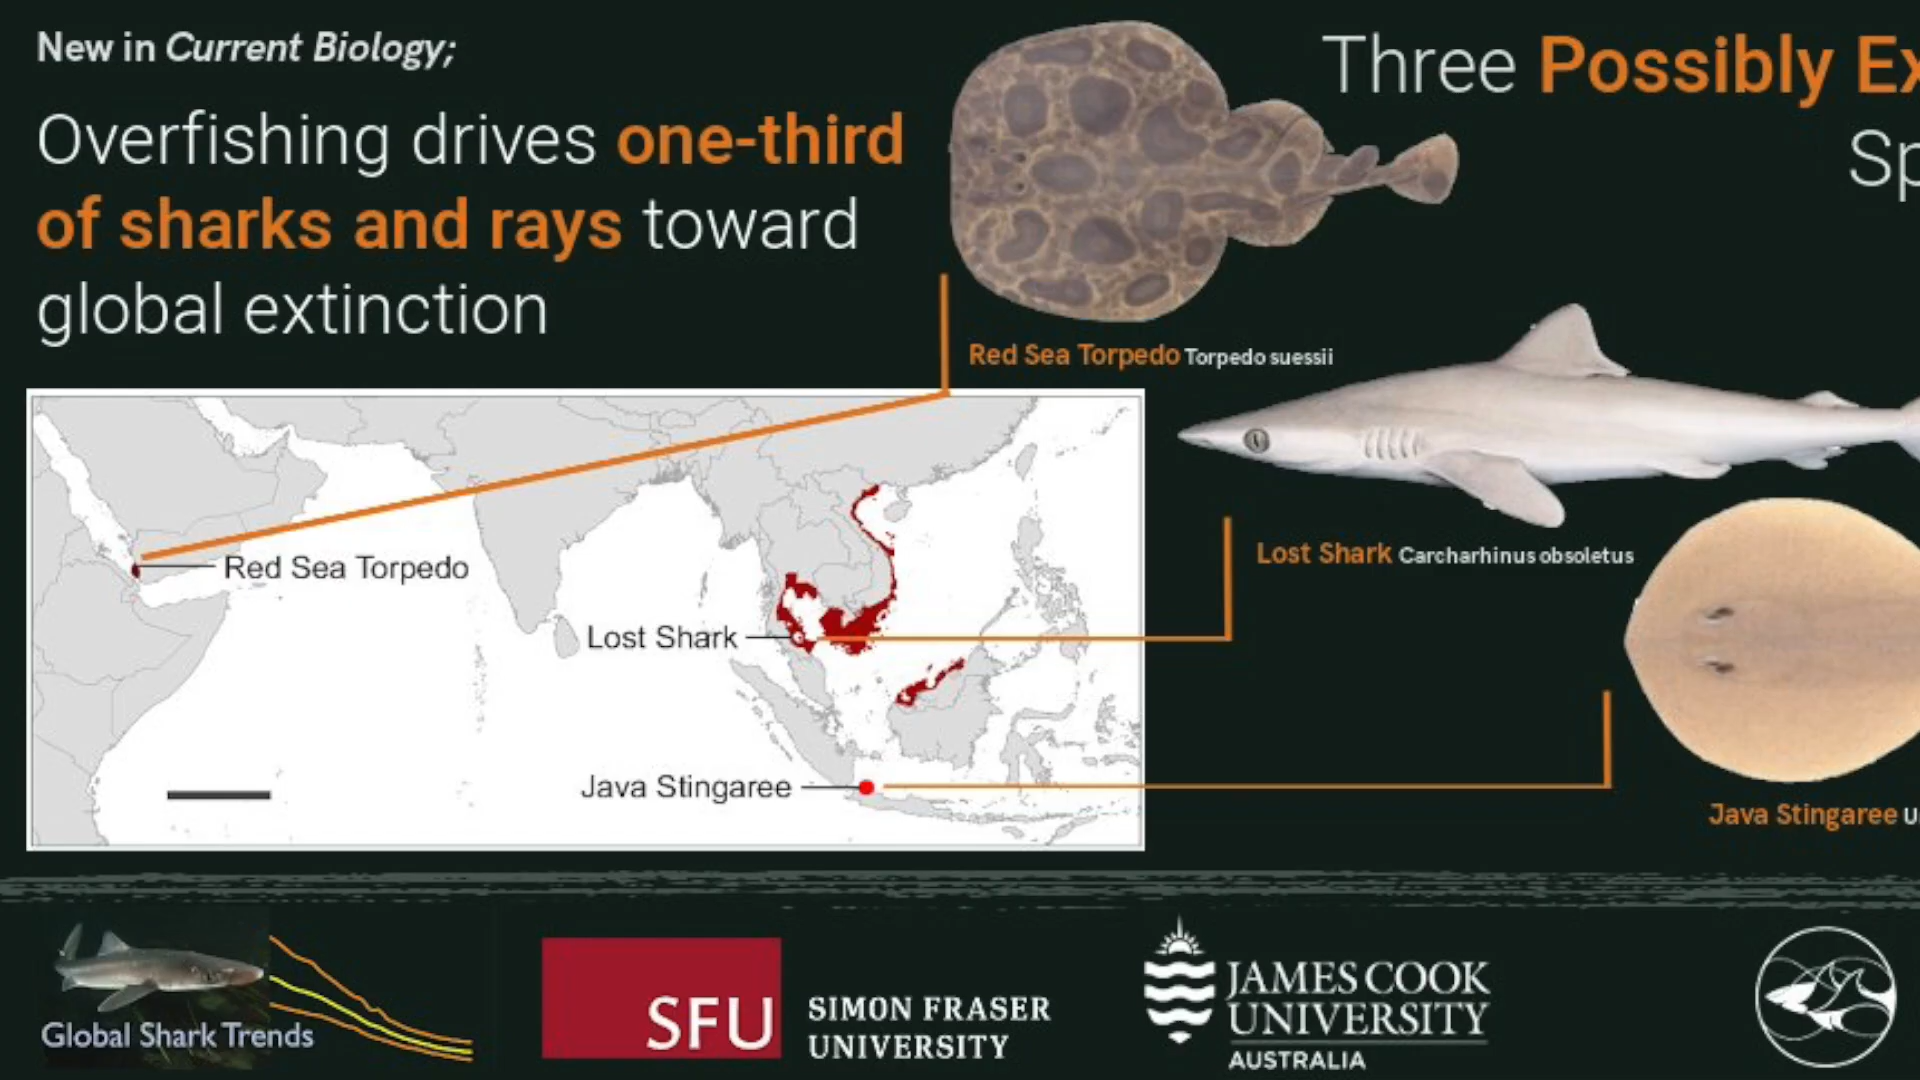 New in Current Biology;
Overfishing drives one-third
of sharks and rays toward
global extinction
Three Possibly Ex
Sp
Red Sea Torpedo Torpedo suessii
Lost Shark Carcharhinus obsoletus
Java Stingaree U
Red Sea Torpedo
Lost Shark
Java Stingaree
Global Shark Trends
SFU
SIMON FRASER
UNIVERSITY
JAMES COOK
UNIVERSITY
AUSTRALIA